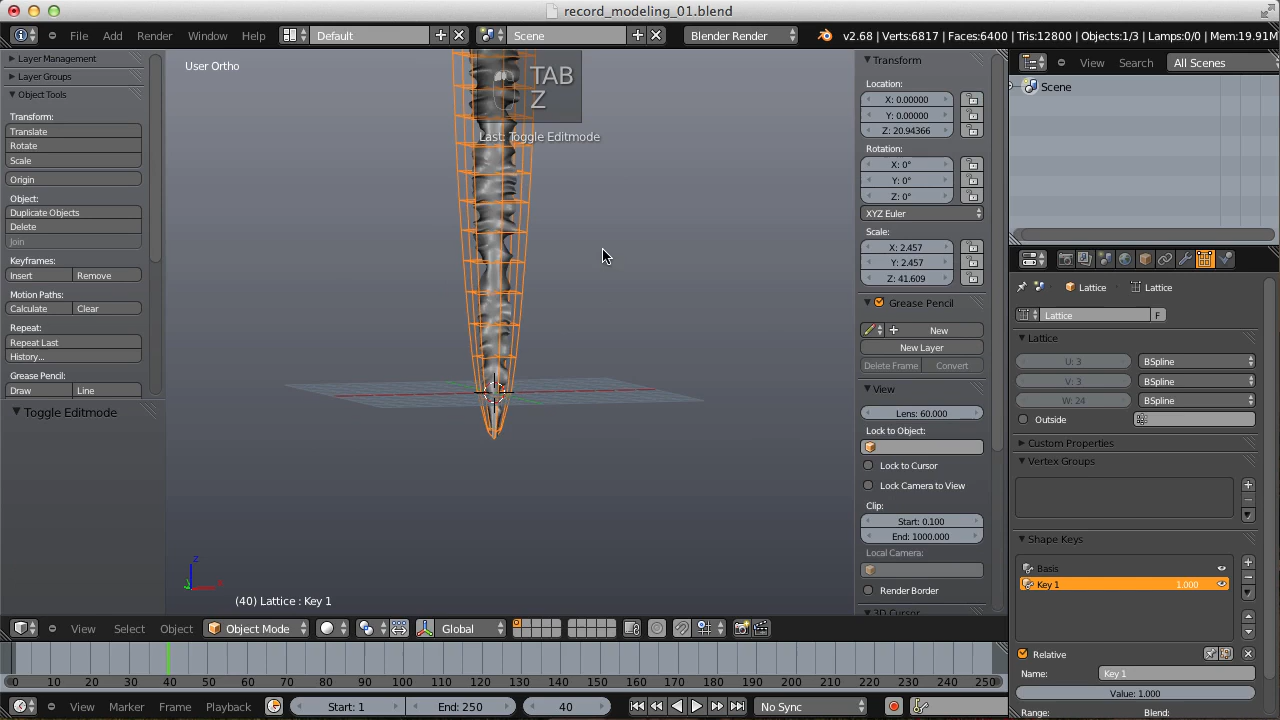 record_modeling_01.blend
File Add Render Window Help Default Scene Blender Render v2.68 | Verts:6817 | Faces:6400 | Tris:12800 | Objects:1/3 | Lamps:0/0 | Mem:19.91M
Layer Management
Layer Groups
Object Tools
Transform:
Translate
Rotate
Scale
Origin
Object:
Duplicate Objects
Delete
Join
Keyframes:
Insert Remove
Motion Paths:
Calculate Clear
Repeat:
Repeat Last
History...
Grease Pencil:
Draw Line
Toggle Editmode
User Ortho
TAB
Z
Last: Toggle Editmode
(40) Lattice : Key 1
Transform
Location:
X: 0.00000
Y: 0.00000
Z: 20.94366
Rotation:
X: 0°
Y: 0°
Z: 0°
XYZ Euler
Scale:
X: 2.457
Y: 2.457
Z: 41.609
Grease Pencil
New
New Layer
Delete Frame Convert
View
Lens: 60.000
Lock to Object:
Lock to Cursor
Lock Camera to View
Clip:
Start: 0.100
End: 1000.000
Local Camera:
Render Border
3D Cursor
View Search All Scenes
Scene
Lattice Lattice
Lattice F
Lattice
U: 3 BSpline
V: 3 BSpline
W: 24 BSpline
Outside
Custom Properties
Vertex Groups
Shape Keys
Basis
Key 1 1.000
Relative
Name: Key 1
Value: 1.000
Range: Blend:
View Select Object Object Mode Global
0 10 20 30 40 50 60 70 80 90 100 110 120 130 140 150 160 170 180 190 200 210 220 230 240 250
View Marker Frame Playback Start: 1 End: 250 40 No Sync